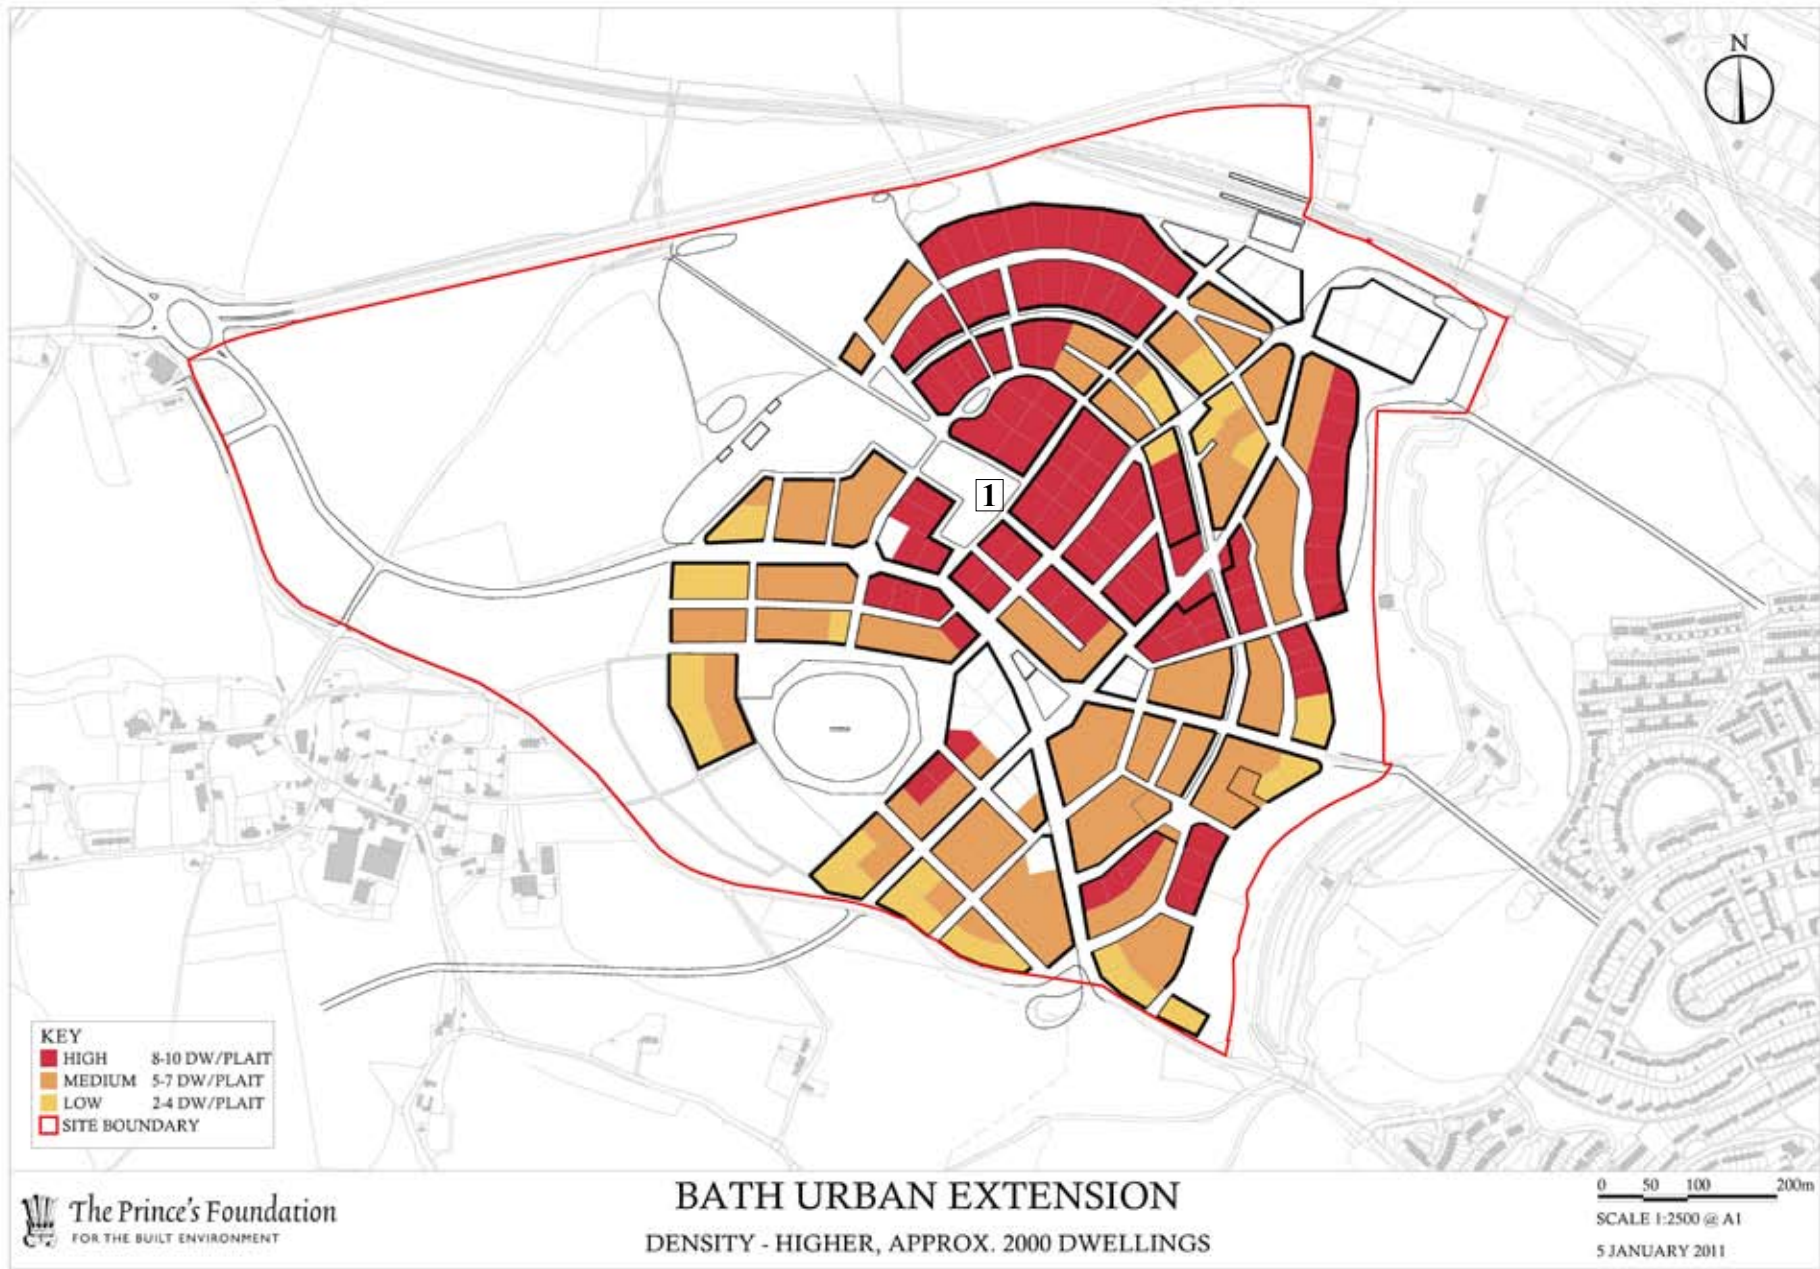 N
1
KEY
HIGH 8-10 DW/PLAIT
MEDIUM 5-7 DW/PLAIT
LOW 2-4 DW/PLAIT
SITE BOUNDARY
The Prince's Foundation
FOR THE BUILT ENVIRONMENT
BATH URBAN EXTENSION
DENSITY - HIGHER, APPROX. 2000 DWELLINGS
0 50 100 200m
SCALE 1:2500 @ A1
5 JANUARY 2011